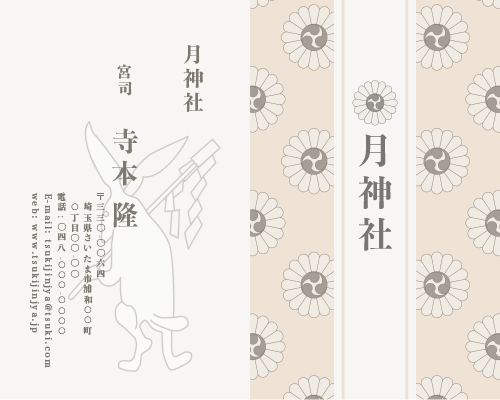 月神社
宮司
寺本 隆
〒三三〇-〇〇六四
埼玉県さいたま市浦和〇〇町
〇丁目〇〇-〇〇
電話：〇四八-〇〇〇-〇〇〇〇
E-mail: tsukijinjya@tsuki.com
web: www.tsukijinjya.jp
月神社